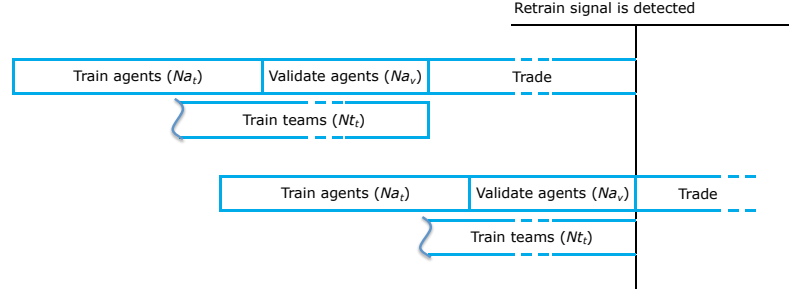 Retrain signal is detected
Train agents (Naₜ) Validate agents (Naᵥ) Trade
Train teams (Ntₜ)
Train agents (Naₜ) Validate agents (Naᵥ) Trade
Train teams (Ntₜ)